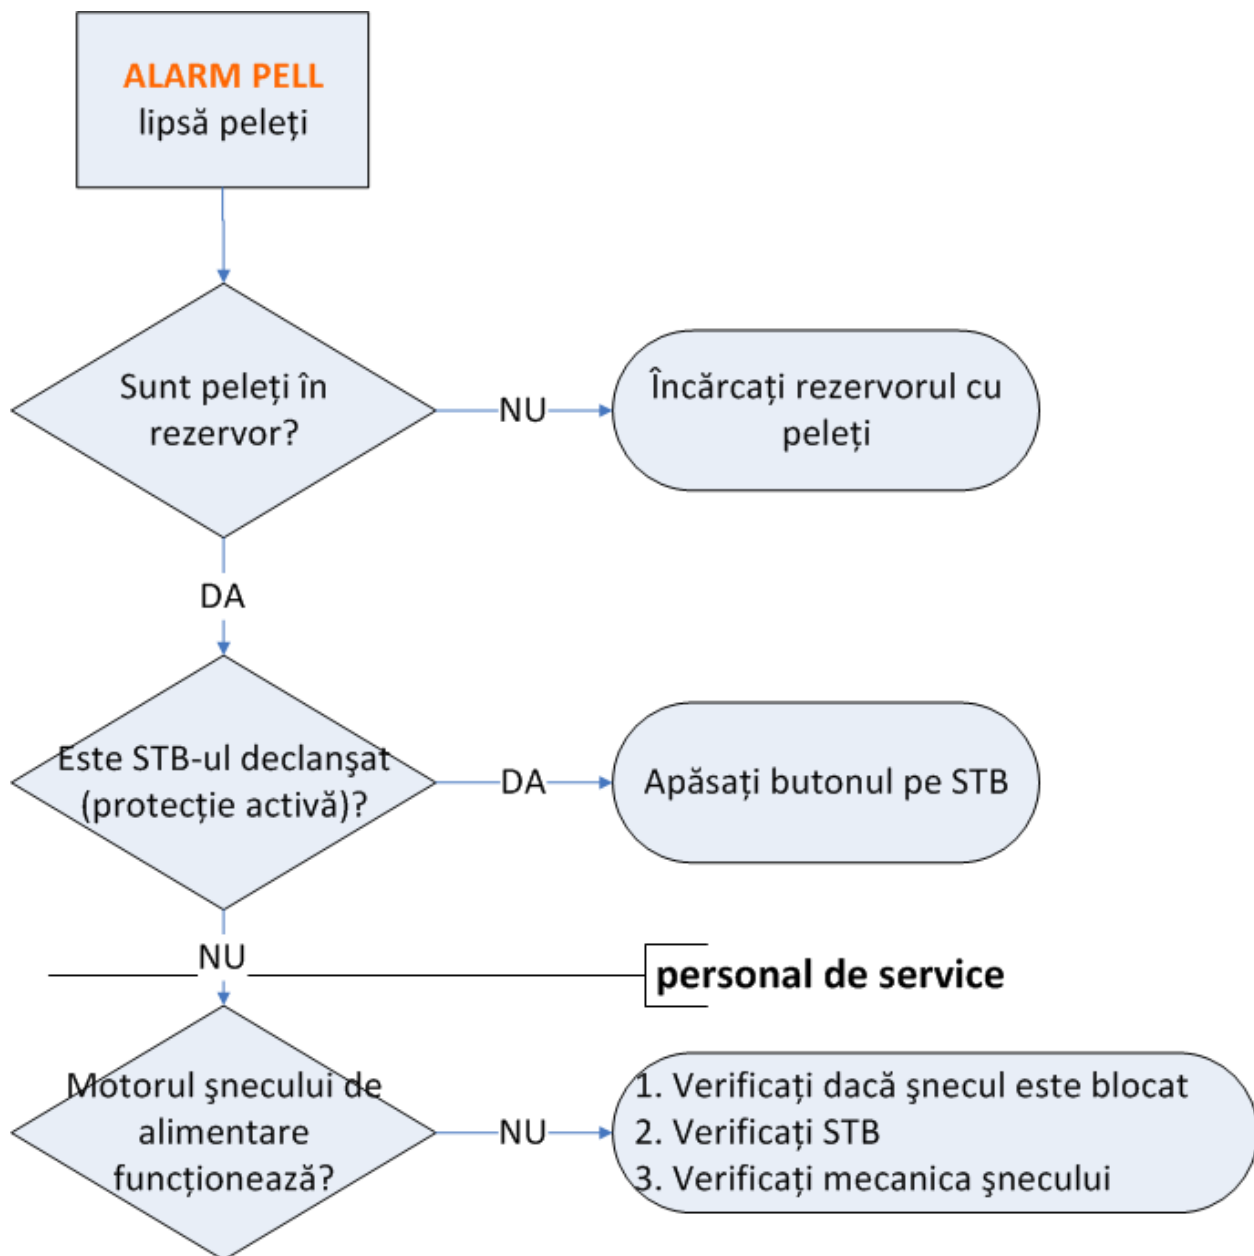 ALARM PELL
lipsă peleți
Sunt peleți în
rezervor?
NU
Încărcați rezervorul cu
peleți
DA
Este STB-ul declanşat
(protecție activă)?
DA
Apăsați butonul pe STB
NU
personal de service
Motorul şnecului de
alimentare
funcționează?
NU
1. Verificați dacă şnecul este blocat
2. Verificați STB
3. Verificați mecanica şnecului